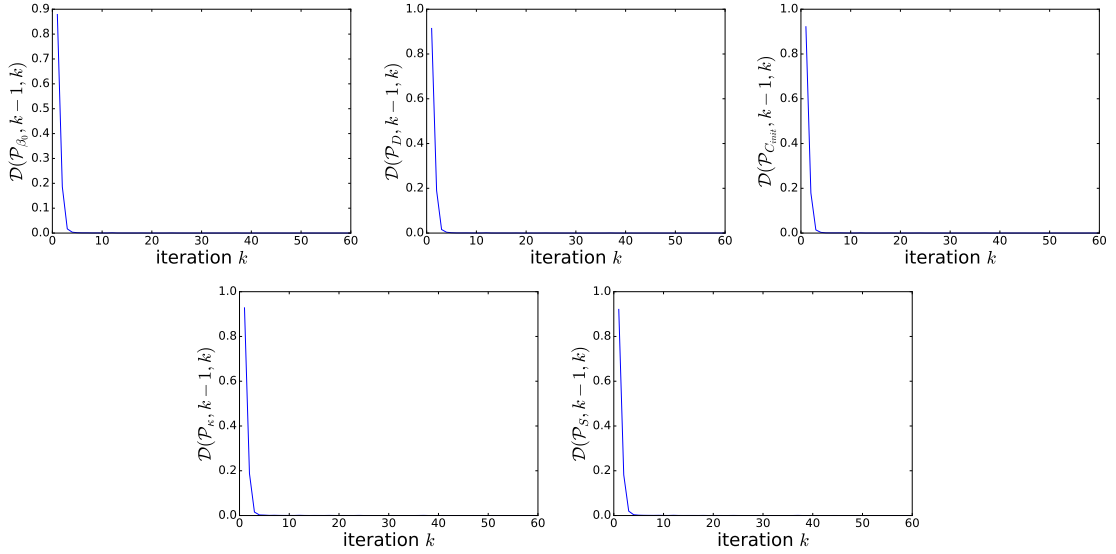 0.9
0.8
0.7
0.6
0.5
0.4
0.3
0.2
0.1
0.0
0 10 20 30 40 50 60
iteration k
𝒟(𝒫_{β_0}, k − 1, k)
1.0
0.8
0.6
0.4
0.2
0.0
0 10 20 30 40 50 60
iteration k
𝒟(𝒫_D, k − 1, k)
1.0
0.8
0.6
0.4
0.2
0.0
0 10 20 30 40 50 60
iteration k
𝒟(𝒫_{C_{init}}, k − 1, k)
1.0
0.8
0.6
0.4
0.2
0.0
0 10 20 30 40 50 60
iteration k
𝒟(𝒫_κ, k − 1, k)
1.0
0.8
0.6
0.4
0.2
0.0
0 10 20 30 40 50 60
iteration k
𝒟(𝒫_S, k − 1, k)